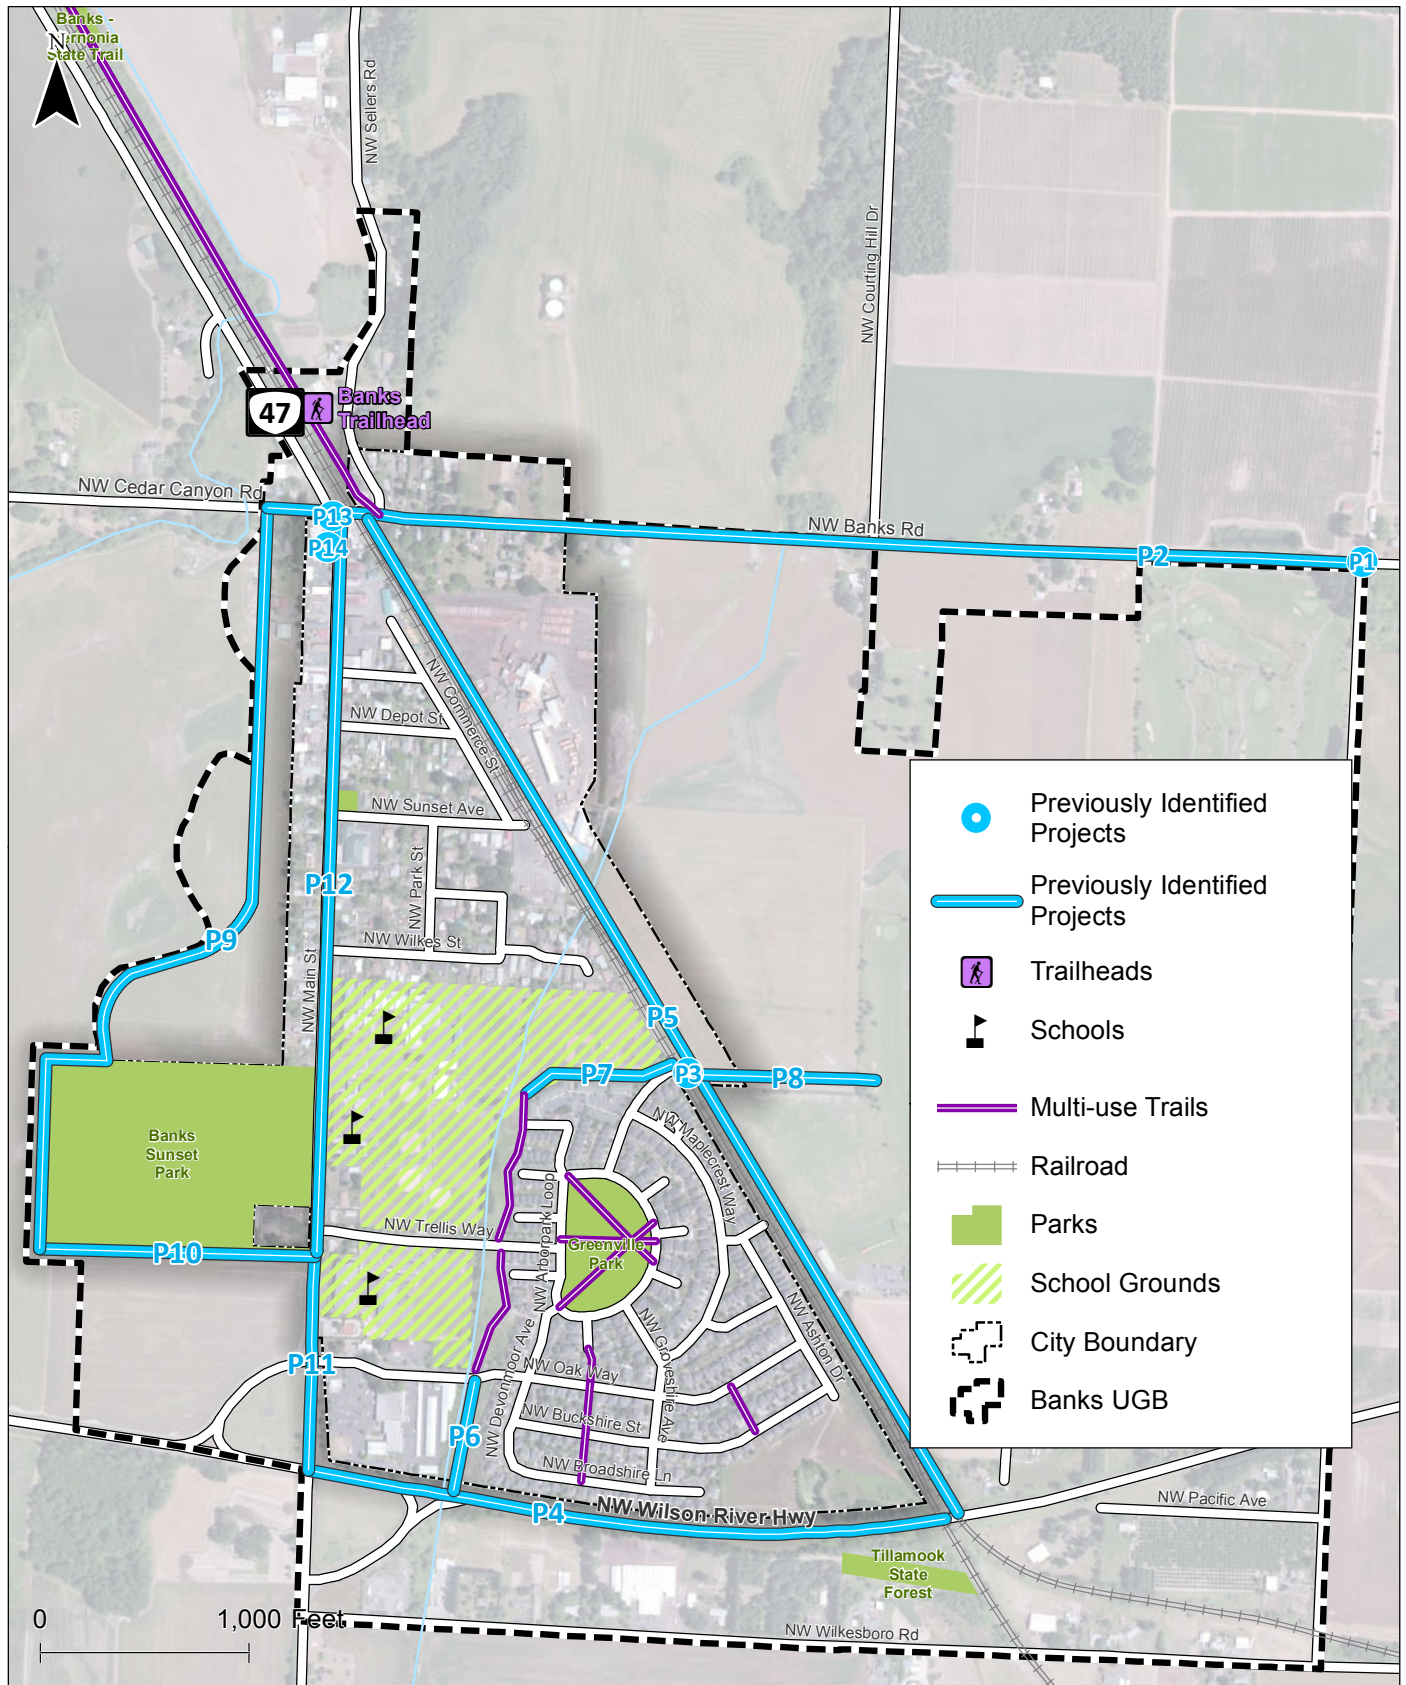 Banks -
ernonia
State Trail
N
NW Sellers Rd
NW Courting Hill Dr
47
Banks
Trailhead
NW Cedar Canyon Rd
P13
P14
NW Banks Rd
P2
P1
NW Commerce St
NW Depot St
NW Sunset Ave
NW Park St
P12
NW Wilkes St
P9
NW Main St
P5
P7
P3
P8
NW Maplecrest Way
Banks
Sunset
Park
NW Arborpark Loop
NW Trellis Way
Greenville
Park
P10
NW Ashton Dr
NW Groveshire Ave
NW Devonmoor Ave
P11
NW Oak Way
NW Buckshire St
P6
NW Broadshire Ln
P4
NW Wilson River Hwy
NW Pacific Ave
Tillamook
State
Forest
NW Wilkesboro Rd
0 1,000 Feet
Previously Identified
Projects
Previously Identified
Projects
Trailheads
Schools
Multi-use Trails
Railroad
Parks
School Grounds
City Boundary
Banks UGB